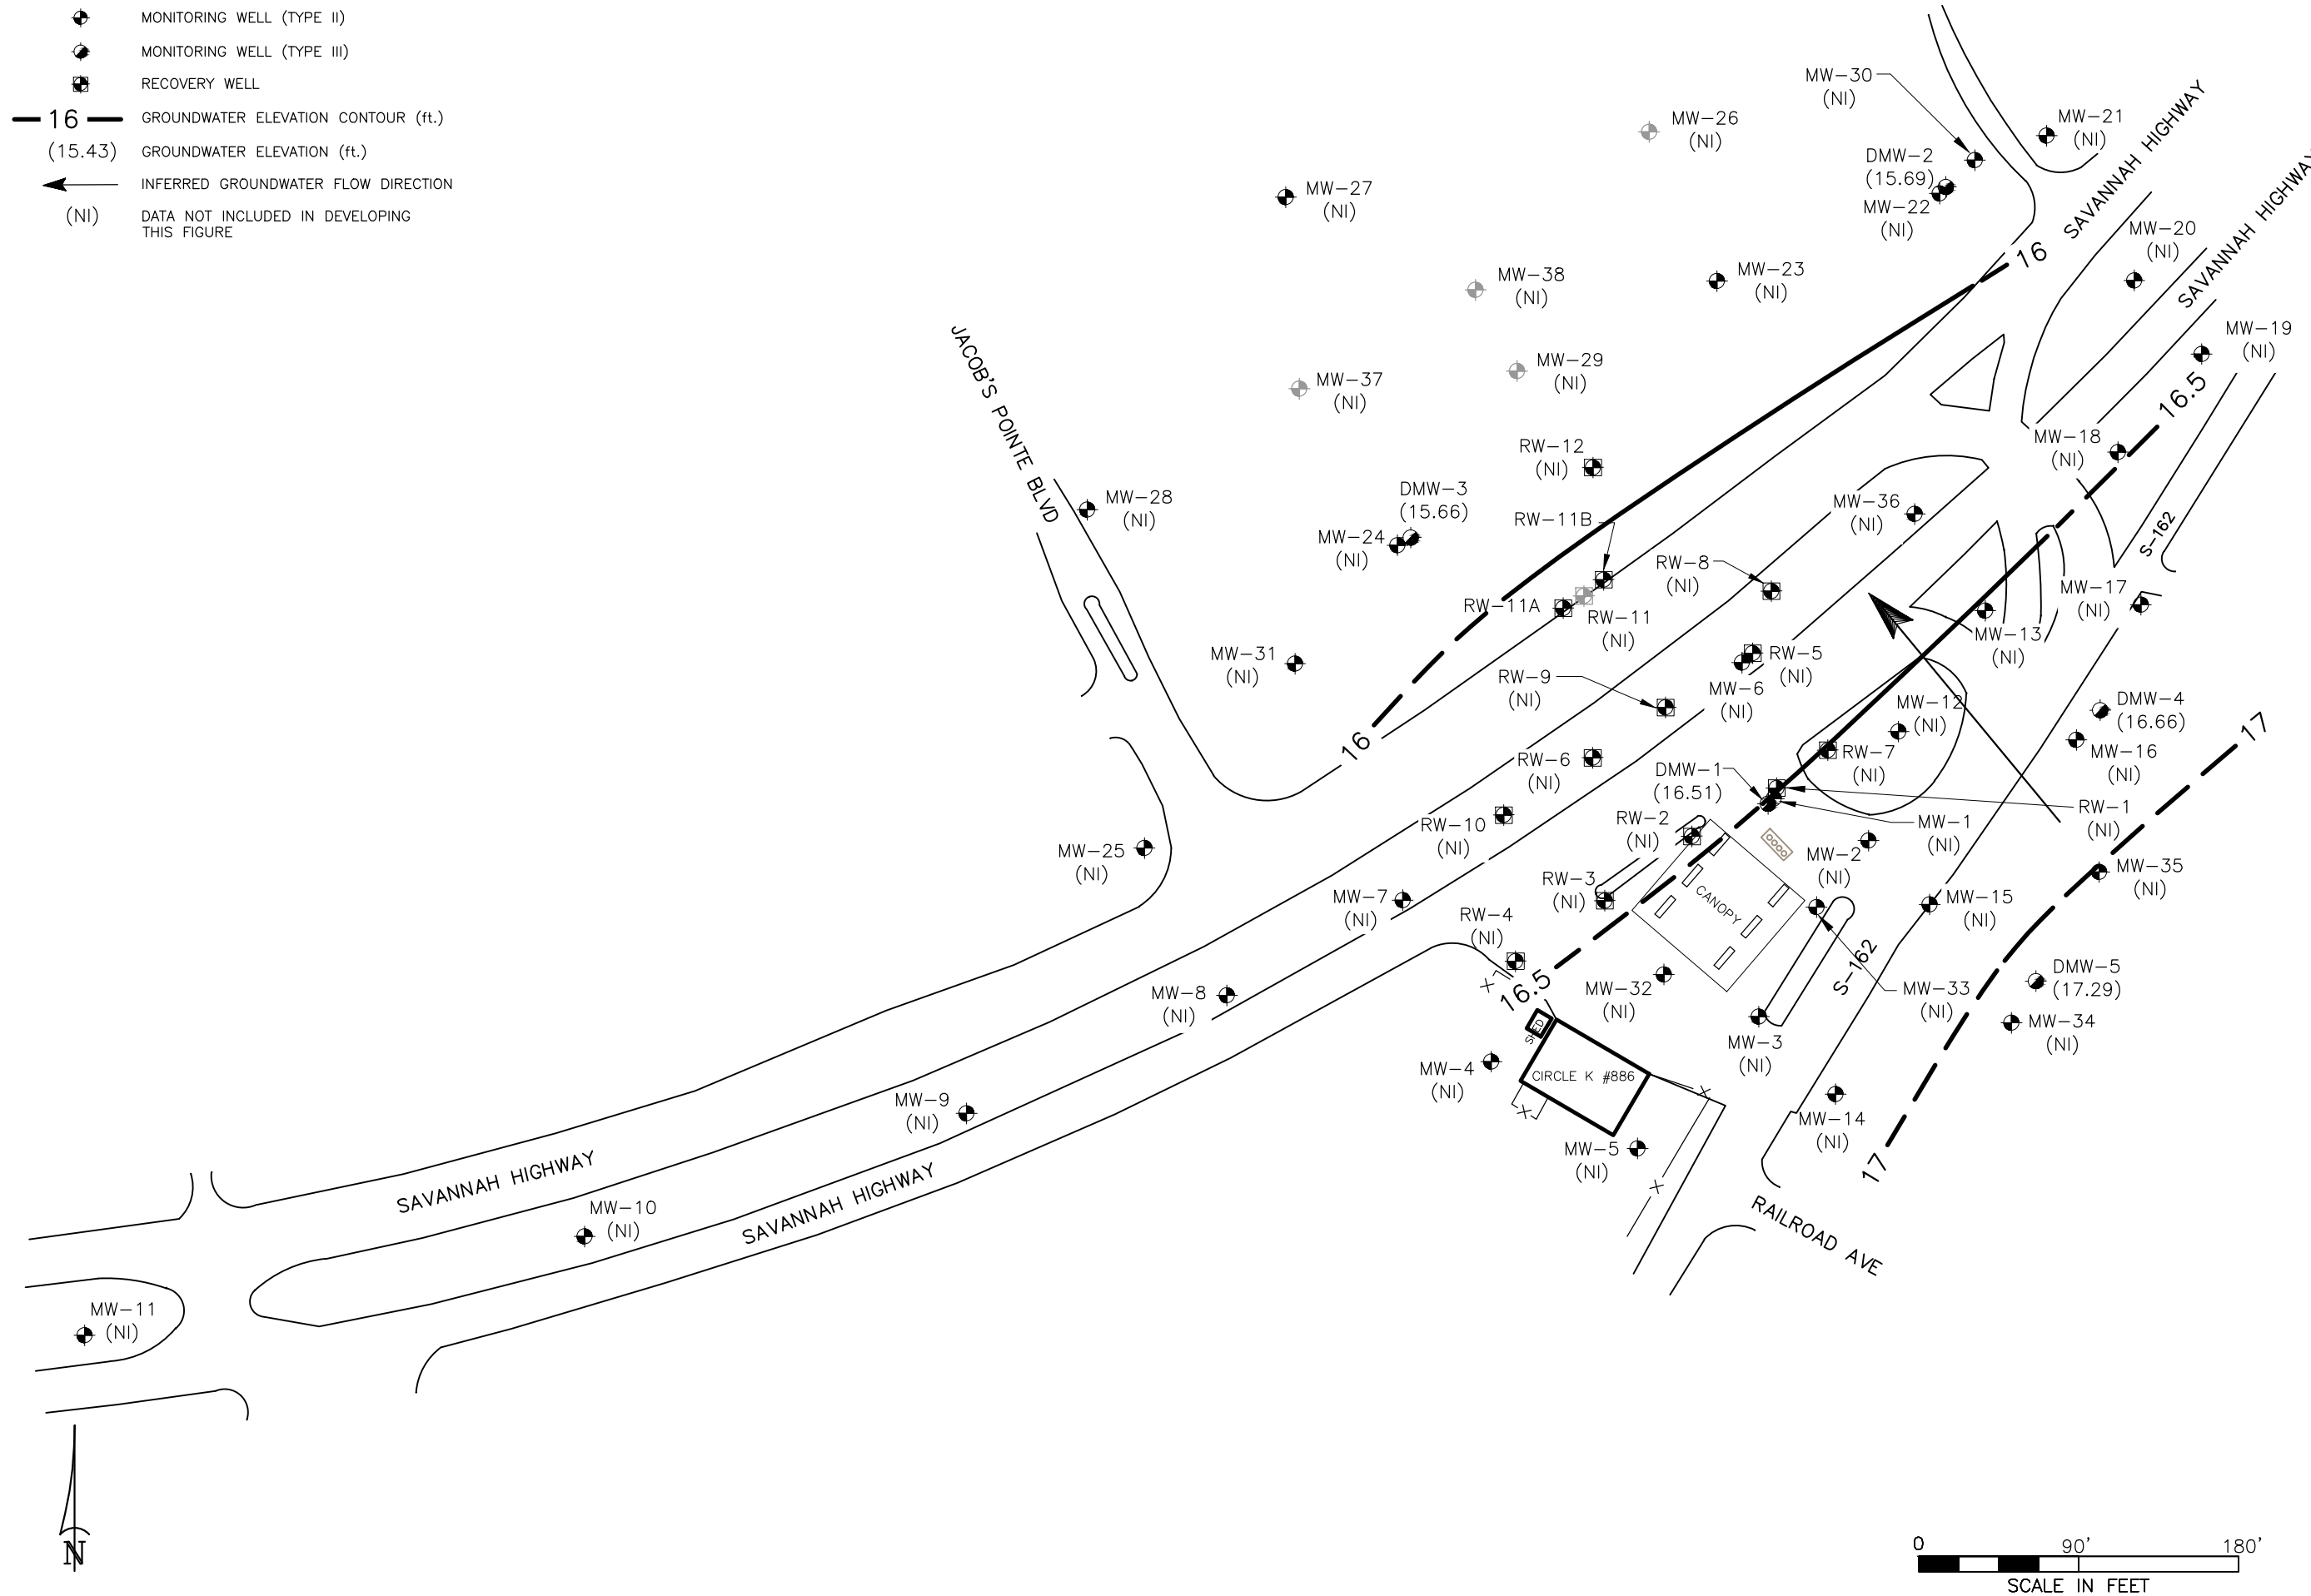 MONITORING WELL (TYPE II)
MONITORING WELL (TYPE III)
RECOVERY WELL
16
GROUNDWATER ELEVATION CONTOUR (ft.)
(15.43)
GROUNDWATER ELEVATION (ft.)
INFERRED GROUNDWATER FLOW DIRECTION
(NI)
DATA NOT INCLUDED IN DEVELOPING
THIS FIGURE
MW-30
(NI)
MW-26
(NI)
MW-21
(NI)
DMW-2
(15.69)
MW-22
(NI)
MW-27
(NI)
SAVANNAH HIGHWAY
SAVANNAH HIGHWAY
MW-20
(NI)
16
MW-38
(NI)
MW-23
(NI)
MW-19
(NI)
JACOB'S POINTE BLVD
MW-37
(NI)
MW-29
(NI)
16.5
MW-18
(NI)
RW-12
(NI)
MW-28
(NI)
DMW-3
(15.66)
MW-24
(NI)
RW-11B
MW-36
(NI)
S-162
RW-8
(NI)
RW-11A
RW-11
(NI)
MW-17
(NI)
MW-13
(NI)
MW-31
(NI)
RW-5
(NI)
RW-9
(NI)
MW-6
(NI)
MW-12
(NI)
DMW-4
(16.66)
MW-16
(NI)
17
16
RW-6
(NI)
RW-7
(NI)
DMW-1
(16.51)
RW-1
(NI)
RW-10
(NI)
RW-2
(NI)
MW-1
(NI)
MW-25
(NI)
MW-2
(NI)
MW-35
(NI)
RW-3
(NI)
MW-7
(NI)
CANOPY
MW-15
(NI)
RW-4
(NI)
S-162
DMW-5
(17.29)
16.5
X
MW-8
(NI)
MW-32
(NI)
MW-33
(NI)
MW-34
(NI)
SHED
MW-3
(NI)
MW-4
(NI)
CIRCLE K #886
X
X
MW-9
(NI)
MW-14
(NI)
MW-5
(NI)
17
X
SAVANNAH HIGHWAY
SAVANNAH HIGHWAY
MW-10
(NI)
RAILROAD AVE
MW-11
(NI)
N
0
90'
180'
SCALE IN FEET